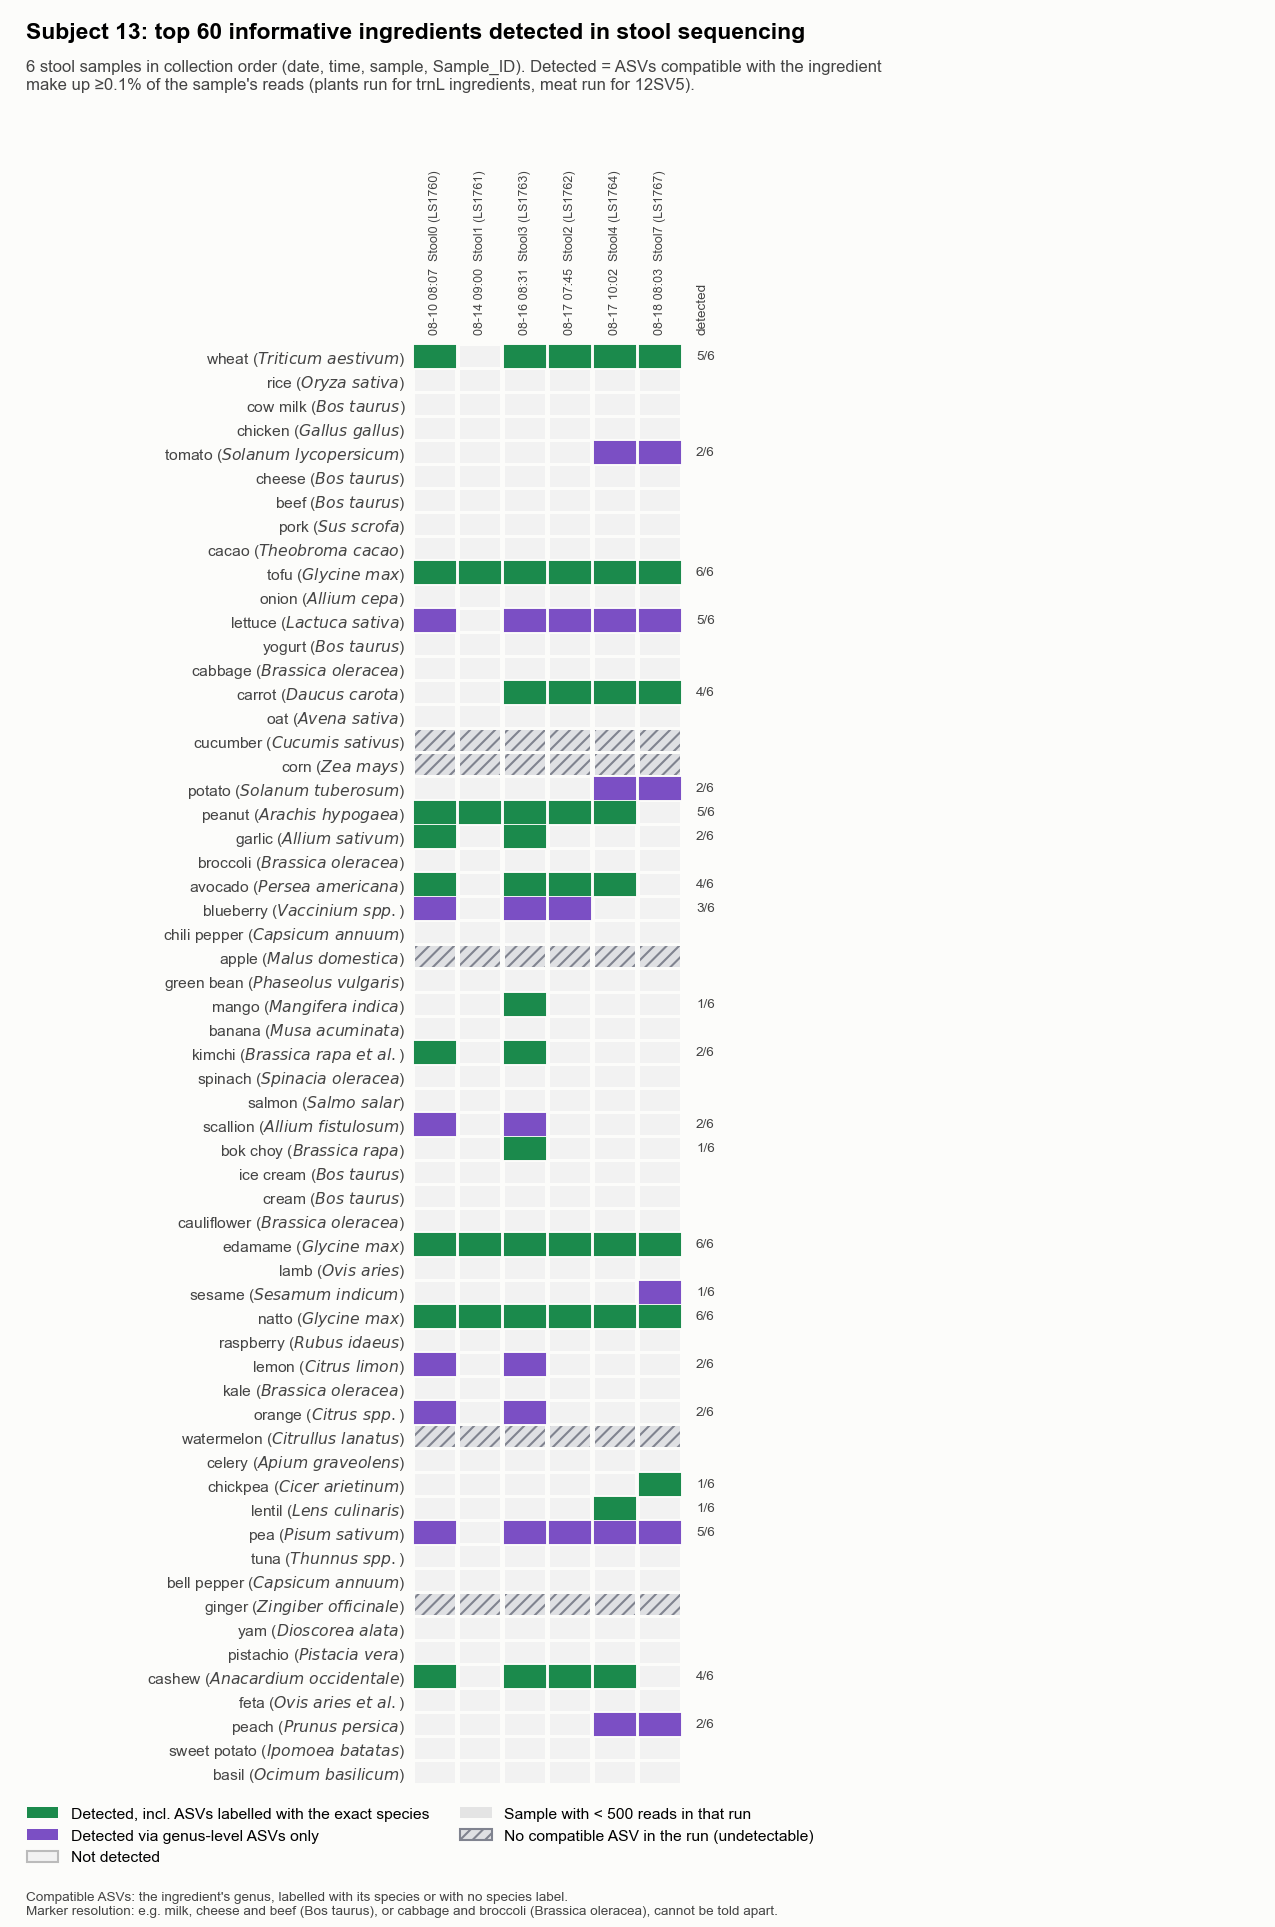 Subject 13: top 60 informative ingredients detected in stool sequencing
6 stool samples in collection order (date, time, sample, Sample_ID). Detected = ASVs compatible with the ingredient
make up ≥0.1% of the sample's reads (plants run for trnL ingredients, meat run for 12SV5).
08-10 08:07  Stool0 (LS1760)
08-14 09:00  Stool1 (LS1761)
08-16 08:31  Stool3 (LS1763)
08-17 07:45  Stool2 (LS1762)
08-17 10:02  Stool4 (LS1764)
08-18 08:03  Stool7 (LS1767)
detected
wheat (Triticum aestivum) 5/6
rice (Oryza sativa)
cow milk (Bos taurus)
chicken (Gallus gallus)
tomato (Solanum lycopersicum) 2/6
cheese (Bos taurus)
beef (Bos taurus)
pork (Sus scrofa)
cacao (Theobroma cacao)
tofu (Glycine max) 6/6
onion (Allium cepa)
lettuce (Lactuca sativa) 5/6
yogurt (Bos taurus)
cabbage (Brassica oleracea)
carrot (Daucus carota) 4/6
oat (Avena sativa)
cucumber (Cucumis sativus)
corn (Zea mays)
potato (Solanum tuberosum) 2/6
peanut (Arachis hypogaea) 5/6
garlic (Allium sativum) 2/6
broccoli (Brassica oleracea)
avocado (Persea americana) 4/6
blueberry (Vaccinium spp. ) 3/6
chili pepper (Capsicum annuum)
apple (Malus domestica)
green bean (Phaseolus vulgaris)
mango (Mangifera indica) 1/6
banana (Musa acuminata)
kimchi (Brassica rapa et al. ) 2/6
spinach (Spinacia oleracea)
salmon (Salmo salar)
scallion (Allium fistulosum) 2/6
bok choy (Brassica rapa) 1/6
ice cream (Bos taurus)
cream (Bos taurus)
cauliflower (Brassica oleracea)
edamame (Glycine max) 6/6
lamb (Ovis aries)
sesame (Sesamum indicum) 1/6
natto (Glycine max) 6/6
raspberry (Rubus idaeus)
lemon (Citrus limon) 2/6
kale (Brassica oleracea)
orange (Citrus spp. ) 2/6
watermelon (Citrullus lanatus)
celery (Apium graveolens)
chickpea (Cicer arietinum) 1/6
lentil (Lens culinaris) 1/6
pea (Pisum sativum) 5/6
tuna (Thunnus spp. )
bell pepper (Capsicum annuum)
ginger (Zingiber officinale)
yam (Dioscorea alata)
pistachio (Pistacia vera)
cashew (Anacardium occidentale) 4/6
feta (Ovis aries et al. )
peach (Prunus persica) 2/6
sweet potato (Ipomoea batatas)
basil (Ocimum basilicum)
Detected, incl. ASVs labelled with the exact species
Detected via genus-level ASVs only
Not detected
Sample with < 500 reads in that run
No compatible ASV in the run (undetectable)
Compatible ASVs: the ingredient's genus, labelled with its species or with no species label.
Marker resolution: e.g. milk, cheese and beef (Bos taurus), or cabbage and broccoli (Brassica oleracea), cannot be told apart.